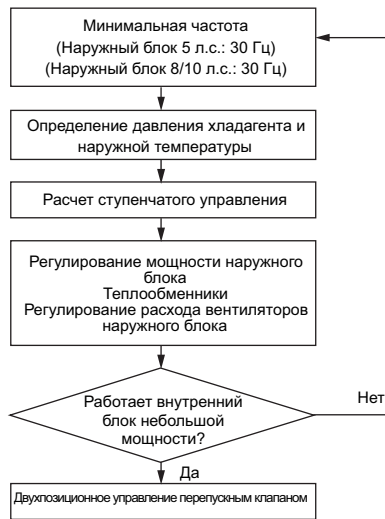 Минимальная частота
(Наружный блок 5 л.с.: 30 Гц)
(Наружный блок 8/10 л.с.: 30 Гц)
Определение давления хладагента и
наружной температуры
Расчет ступенчатого управления
Регулирование мощности наружного
блока
Теплообменники
Регулирование расхода вентиляторов
наружного блока
Работает внутренний
блок небольшой
мощности?
Нет
Да
Двухпозиционное управление перепускным клапаном